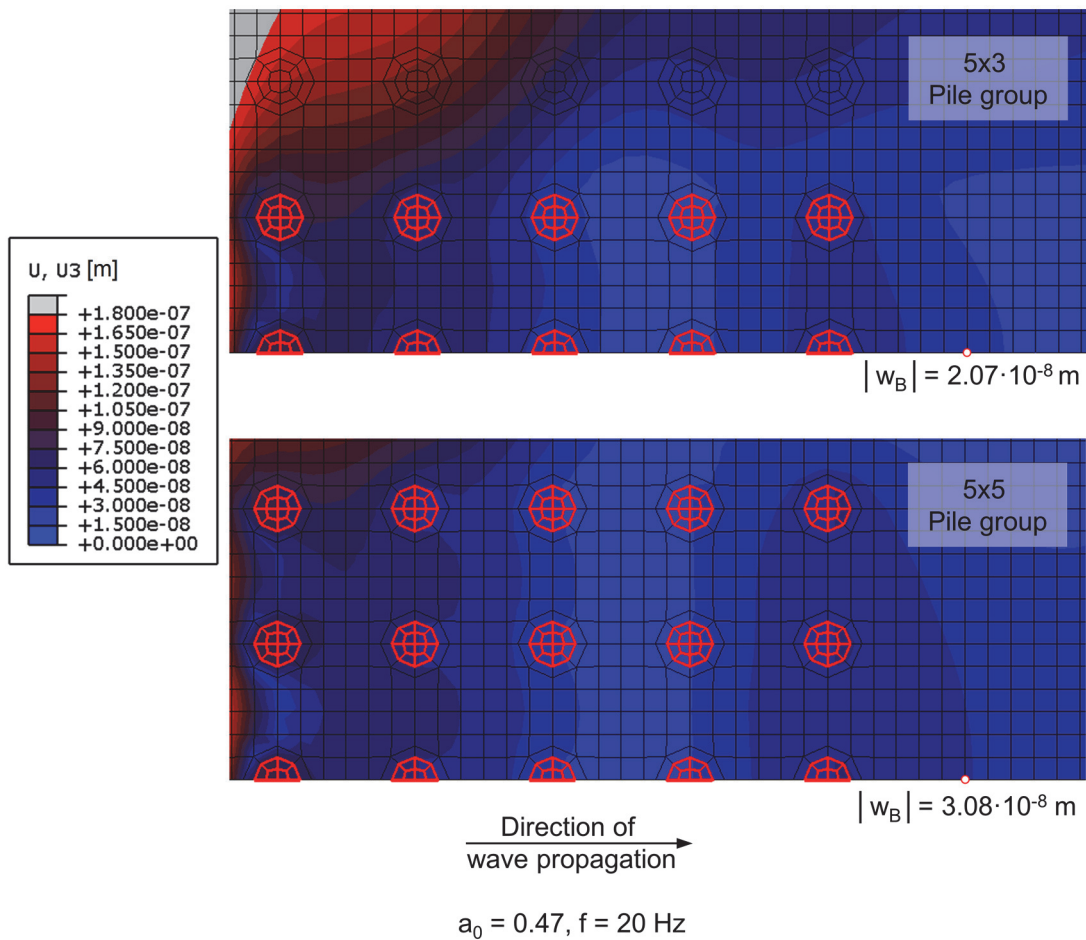 5x3
Pile group
U, U3 [m]
+1.800e-07
+1.650e-07
+1.500e-07
+1.350e-07
+1.200e-07
+1.050e-07
+9.000e-08
+7.500e-08
+6.000e-08
+4.500e-08
+3.000e-08
+1.500e-08
+0.000e+00
|w_B| = 2.07·10⁻⁸ m
5x5
Pile group
|w_B| = 3.08·10⁻⁸ m
Direction of
wave propagation
a₀ = 0.47, f = 20 Hz